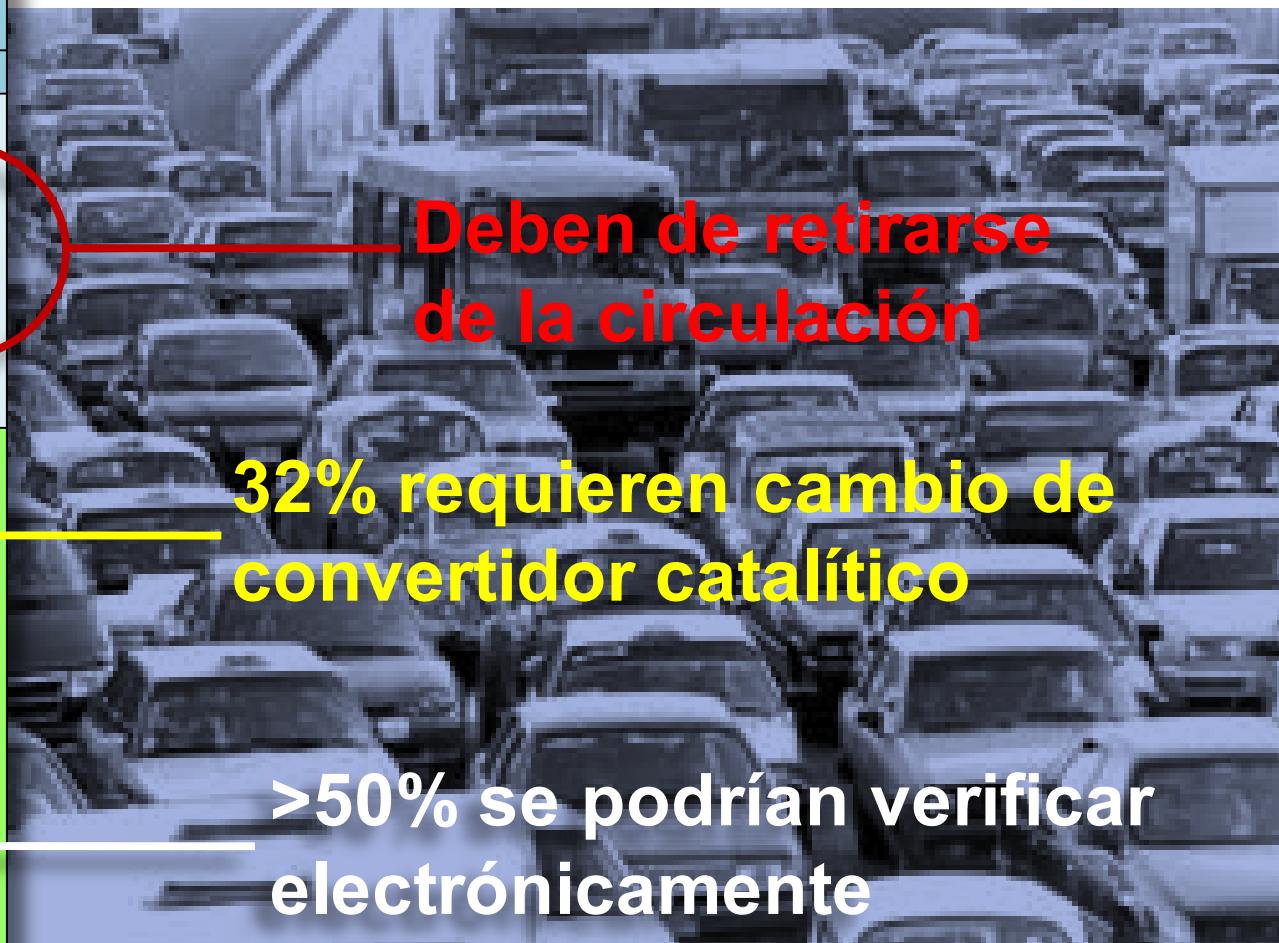 Deben de retirarse
de la circulación
32% requieren cambio de
convertidor catalítico
>50% se podrían verificar
electrónicamente